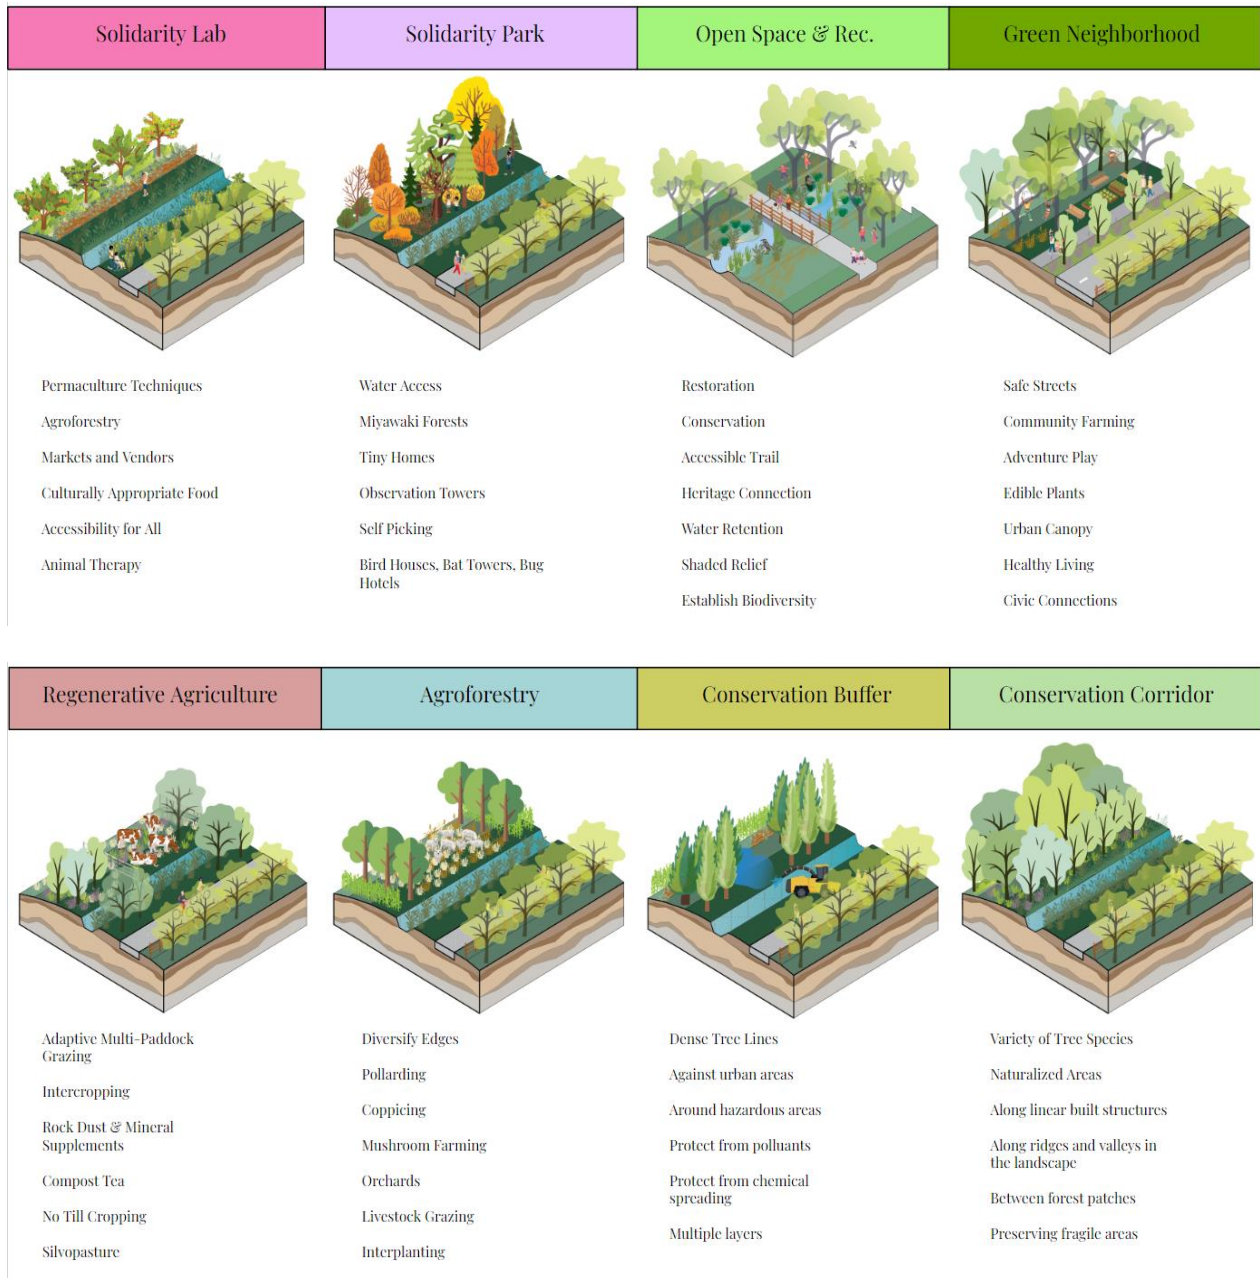 Solidarity Lab
Solidarity Park
Open Space & Rec.
Green Neighborhood
Permaculture Techniques
Agroforestry
Markets and Vendors
Culturally Appropriate Food
Accessibility for All
Animal Therapy
Water Access
Miyawaki Forests
Tiny Homes
Observation Towers
Self Picking
Bird Houses, Bat Towers, Bug
Hotels
Restoration
Conservation
Accessible Trail
Heritage Connection
Water Retention
Shaded Relief
Establish Biodiversity
Safe Streets
Community Farming
Adventure Play
Edible Plants
Urban Canopy
Healthy Living
Civic Connections
Regenerative Agriculture
Agroforestry
Conservation Buffer
Conservation Corridor
Adaptive Multi-Paddock
Grazing
Intercropping
Rock Dust & Mineral
Supplements
Compost Tea
No Till Cropping
Silvopasture
Diversify Edges
Pollarding
Coppicing
Mushroom Farming
Orchards
Livestock Grazing
Interplanting
Dense Tree Lines
Against urban areas
Around hazardous areas
Protect from polluants
Protect from chemical
spreading
Multiple layers
Variety of Tree Species
Naturalized Areas
Along linear built structures
Along ridges and valleys in
the landscape
Between forest patches
Preserving fragile areas